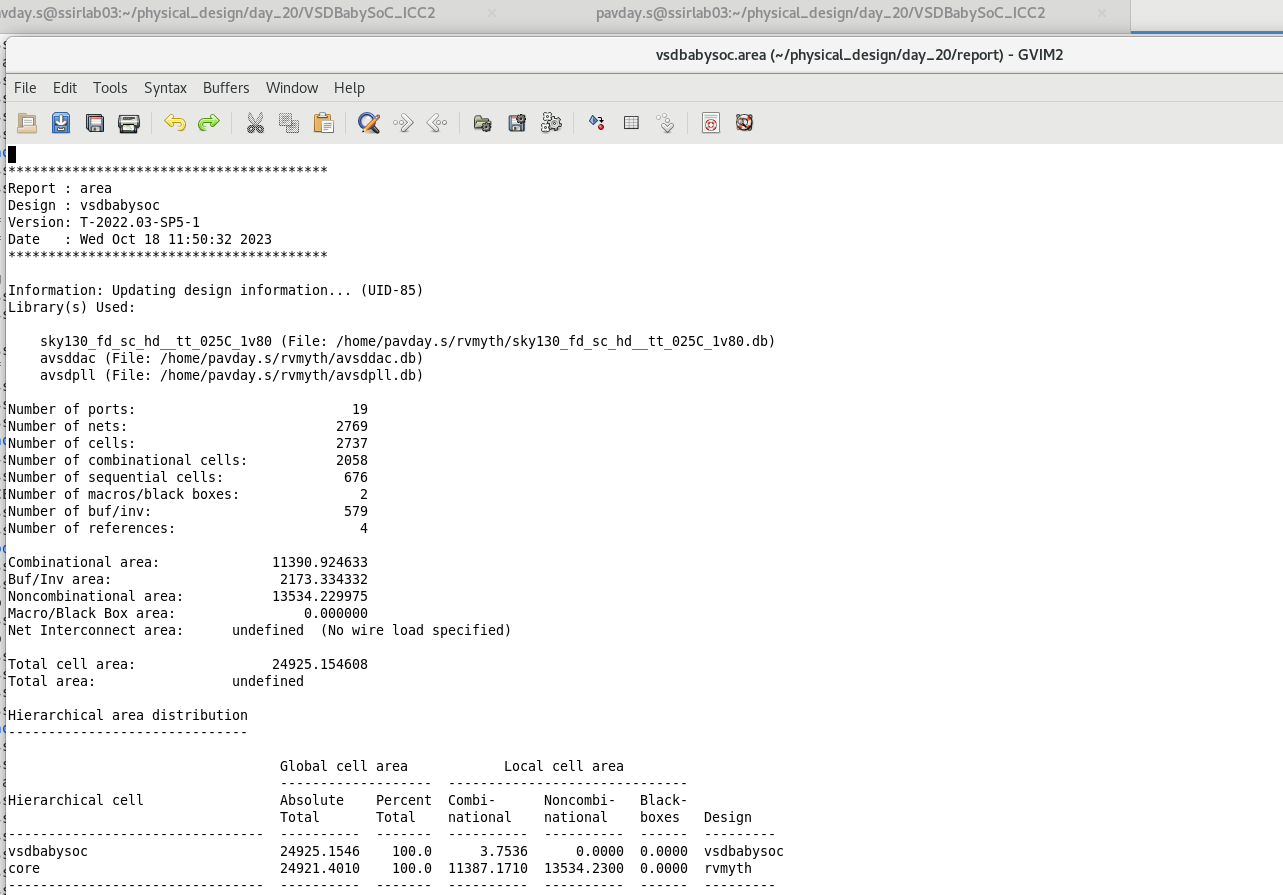 pavday.s@ssirlab03:~/physical_design/day_20/VSDBabySoC_ICC2
vsdbabysoc.area (~/physical_design/day_20/report) - GVIM2
File Edit Tools Syntax Buffers Window Help
****************************************
Report : area
Design : vsdbabysoc
Version: T-2022.03-SP5-1
Date   : Wed Oct 18 11:50:32 2023
****************************************
Information: Updating design information... (UID-85)
Library(s) Used:
sky130_fd_sc_hd__tt_025C_1v80 (File: /home/pavday.s/rvmyth/sky130_fd_sc_hd__tt_025C_1v80.db)
avsddac (File: /home/pavday.s/rvmyth/avsddac.db)
avsdpll (File: /home/pavday.s/rvmyth/avsdpll.db)
Number of ports: 19
Number of nets: 2769
Number of cells: 2737
Number of combinational cells: 2058
Number of sequential cells: 676
Number of macros/black boxes: 2
Number of buf/inv: 579
Number of references: 4
Combinational area: 11390.924633
Buf/Inv area: 2173.334332
Noncombinational area: 13534.229975
Macro/Black Box area: 0.000000
Net Interconnect area: undefined (No wire load specified)
Total cell area: 24925.154608
Total area: undefined
Hierarchical area distribution
------------------------------
Global cell area Local cell area
------------------- ------------------------------
Hierarchical cell Absolute Percent Combi- Noncombi- Black-
Total Total national national boxes Design
-------------------------------- ---------- ------- ---------- ---------- ------ ---------
vsdbabysoc 24925.1546 100.0 3.7536 0.0000 0.0000 vsdbabysoc
core 24921.4010 100.0 11387.1710 13534.2300 0.0000 rvmyth
-------------------------------- ---------- ------- ---------- ---------- ------ ---------